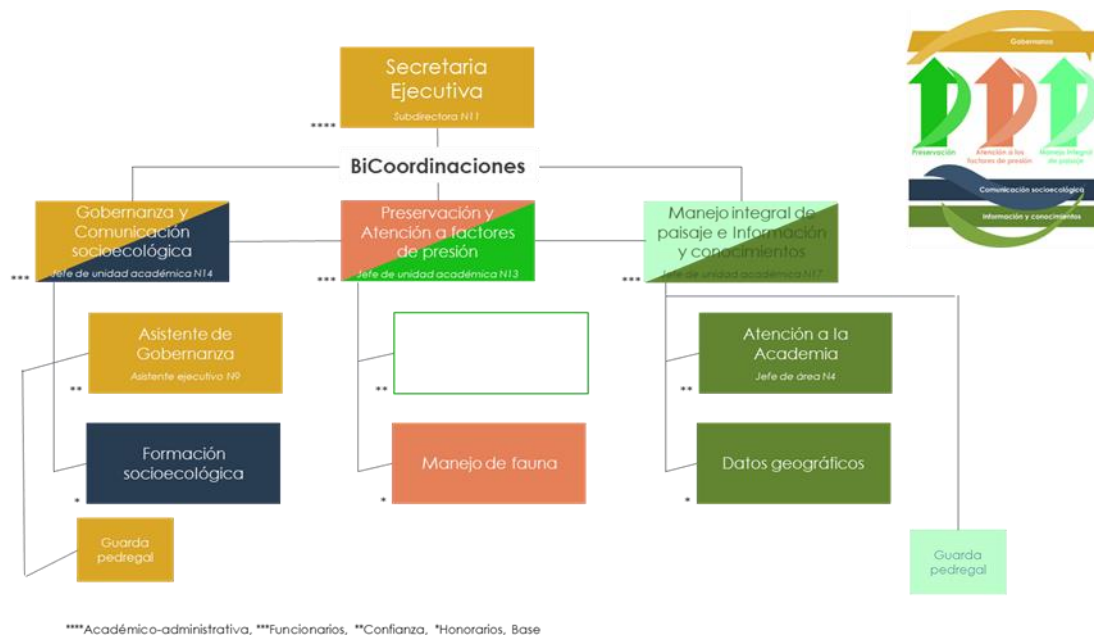 Secretaria
Ejecutiva
Subdirectora N11
****
BiCoordinaciones
Gobernanza y
Comunicación
socioecológica
Jefe de unidad académica N14
***
Preservación y
Atención a factores
de presión
Jefe de unidad académica N13
***
Manejo integral de
paisaje e Información
y conocimientos
Jefe de unidad académica N17
***
Asistente de
Gobernanza
Asistente ejecutivo N9
**
**
Atención a la
Academia
Jefe de área N4
**
Formación
socioecológica
*
Manejo de fauna
*
Datos geográficos
*
Guarda
pedregal
Guarda
pedregal
****Académico-administrativa, ***Funcionarios, **Confianza, *Honorarios, Base
Gobernanza
Preservación
Atención a los
factores de presión
Manejo integral
de paisaje
Comunicación socioecológica
Información y conocimientos